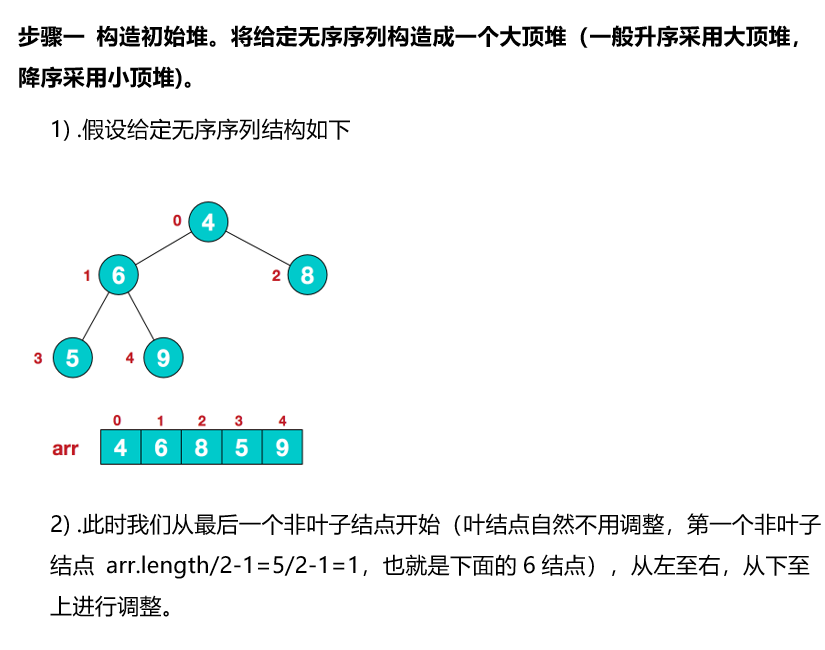 步骤一 构造初始堆。将给定无序序列构造成一个大顶堆（一般升序采用大顶堆，
降序采用小顶堆)。
1) .假设给定无序序列结构如下
0 4
1 6 2 8
3 5 4 9
0 1 2 3 4
arr 4 6 8 5 9
2) .此时我们从最后一个非叶子结点开始（叶结点自然不用调整，第一个非叶子
结点 arr.length/2-1=5/2-1=1，也就是下面的 6 结点），从左至右，从下至
上进行调整。